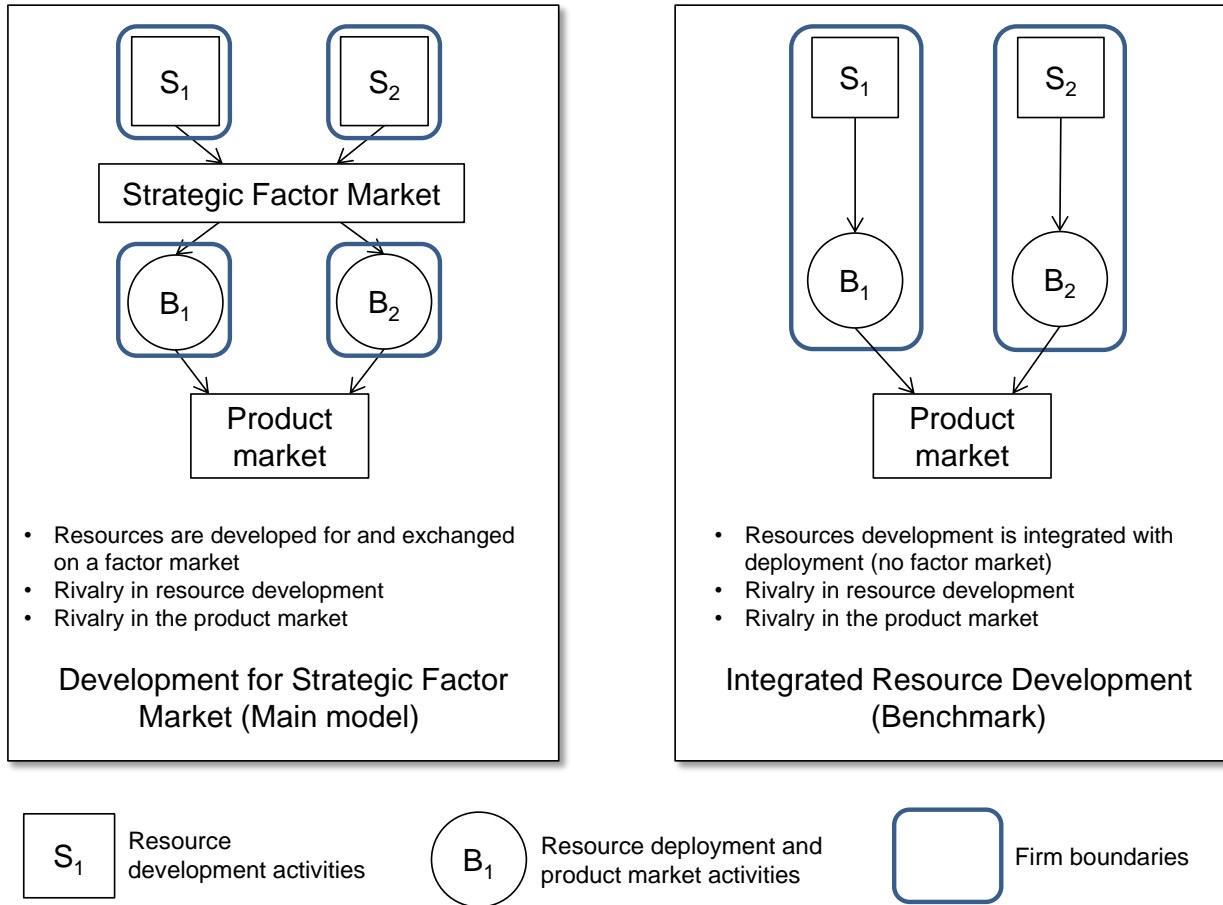 S1
S2
Strategic Factor Market
B1
B2
Product
market
• Resources are developed for and exchanged
on a factor market
• Rivalry in resource development
• Rivalry in the product market
Development for Strategic Factor
Market (Main model)
S1
S2
B1
B2
Product
market
• Resources development is integrated with
deployment (no factor market)
• Rivalry in resource development
• Rivalry in the product market
Integrated Resource Development
(Benchmark)
S1
Resource
development activities
B1
Resource deployment and
product market activities
Firm boundaries